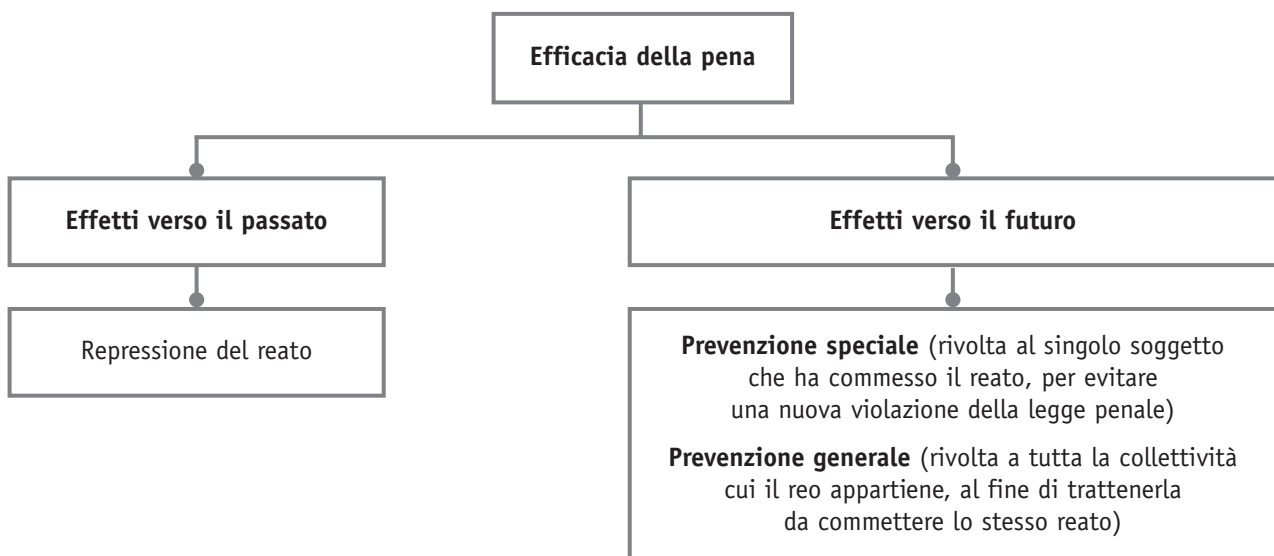 Efficacia della pena
Effetti verso il passato
Effetti verso il futuro
Repressione del reato
Prevenzione speciale (rivolta al singolo soggetto
che ha commesso il reato, per evitare
una nuova violazione della legge penale)
Prevenzione generale (rivolta a tutta la collettività
cui il reo appartiene, al fine di trattenerla
da commettere lo stesso reato)